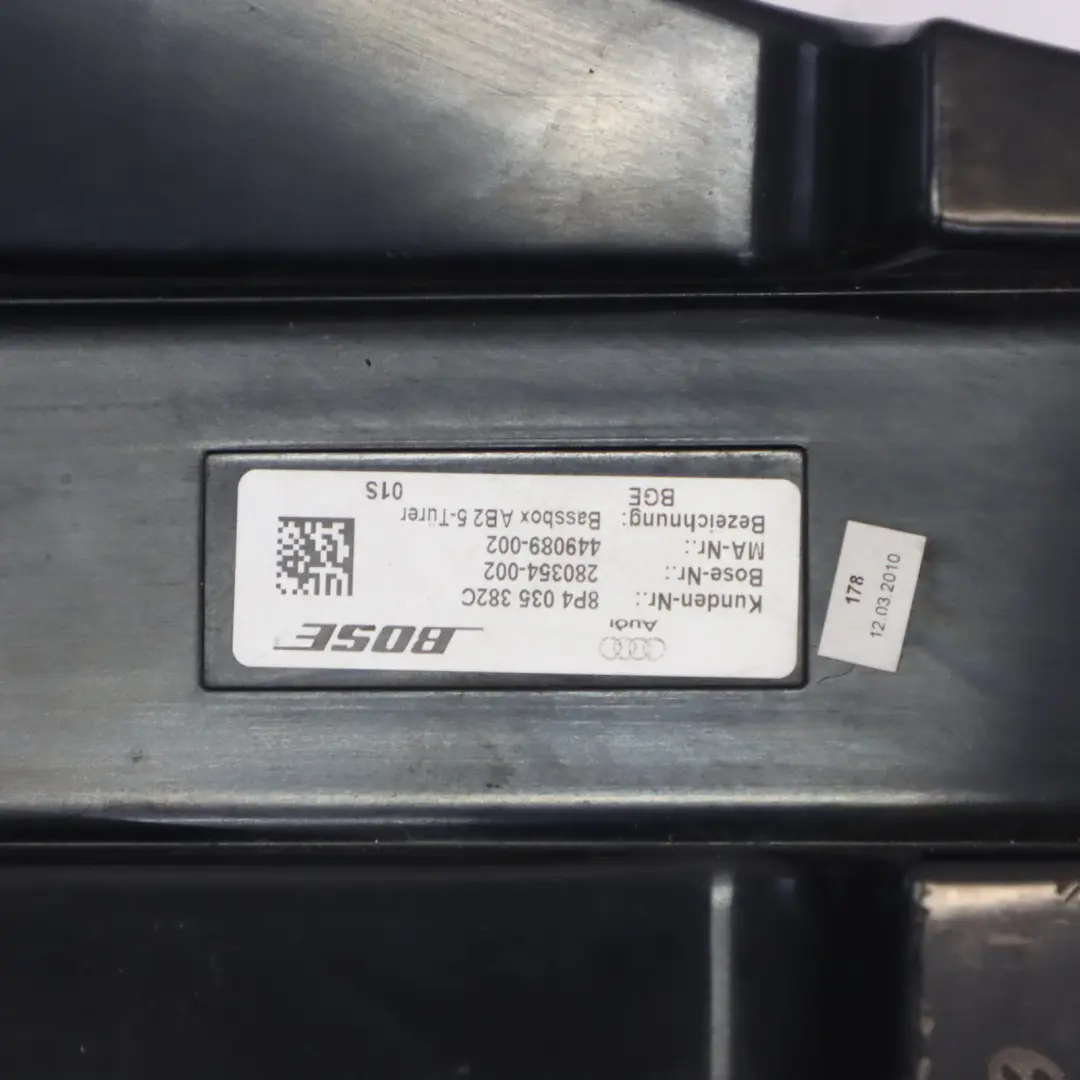 Audi
BOSE
Kunden-Nr.: 8P4 035 382C
Bose-Nr.: 280354-002
MA-Nr.: 449089-002
Bezeichnung: Bassbox AB2 5-Türer
BGE 01S
178
12.03.2010